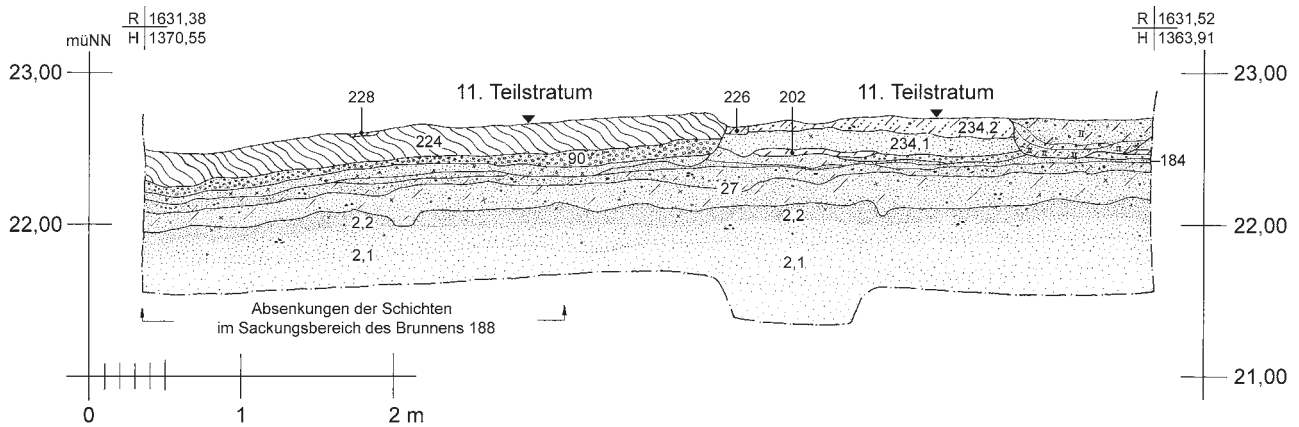 R 1631,38
H 1370,55
R 1631,52
H 1363,91
müNN
23,00
23,00
228
11. Teilstratum
226
202
11. Teilstratum
224
90
234,2
234,1
184
27
22,00
2,2
2,2
22,00
2,1
2,1
Absenkungen der Schichten
im Sackungsbereich des Brunnens 188
21,00
0
1
2 m